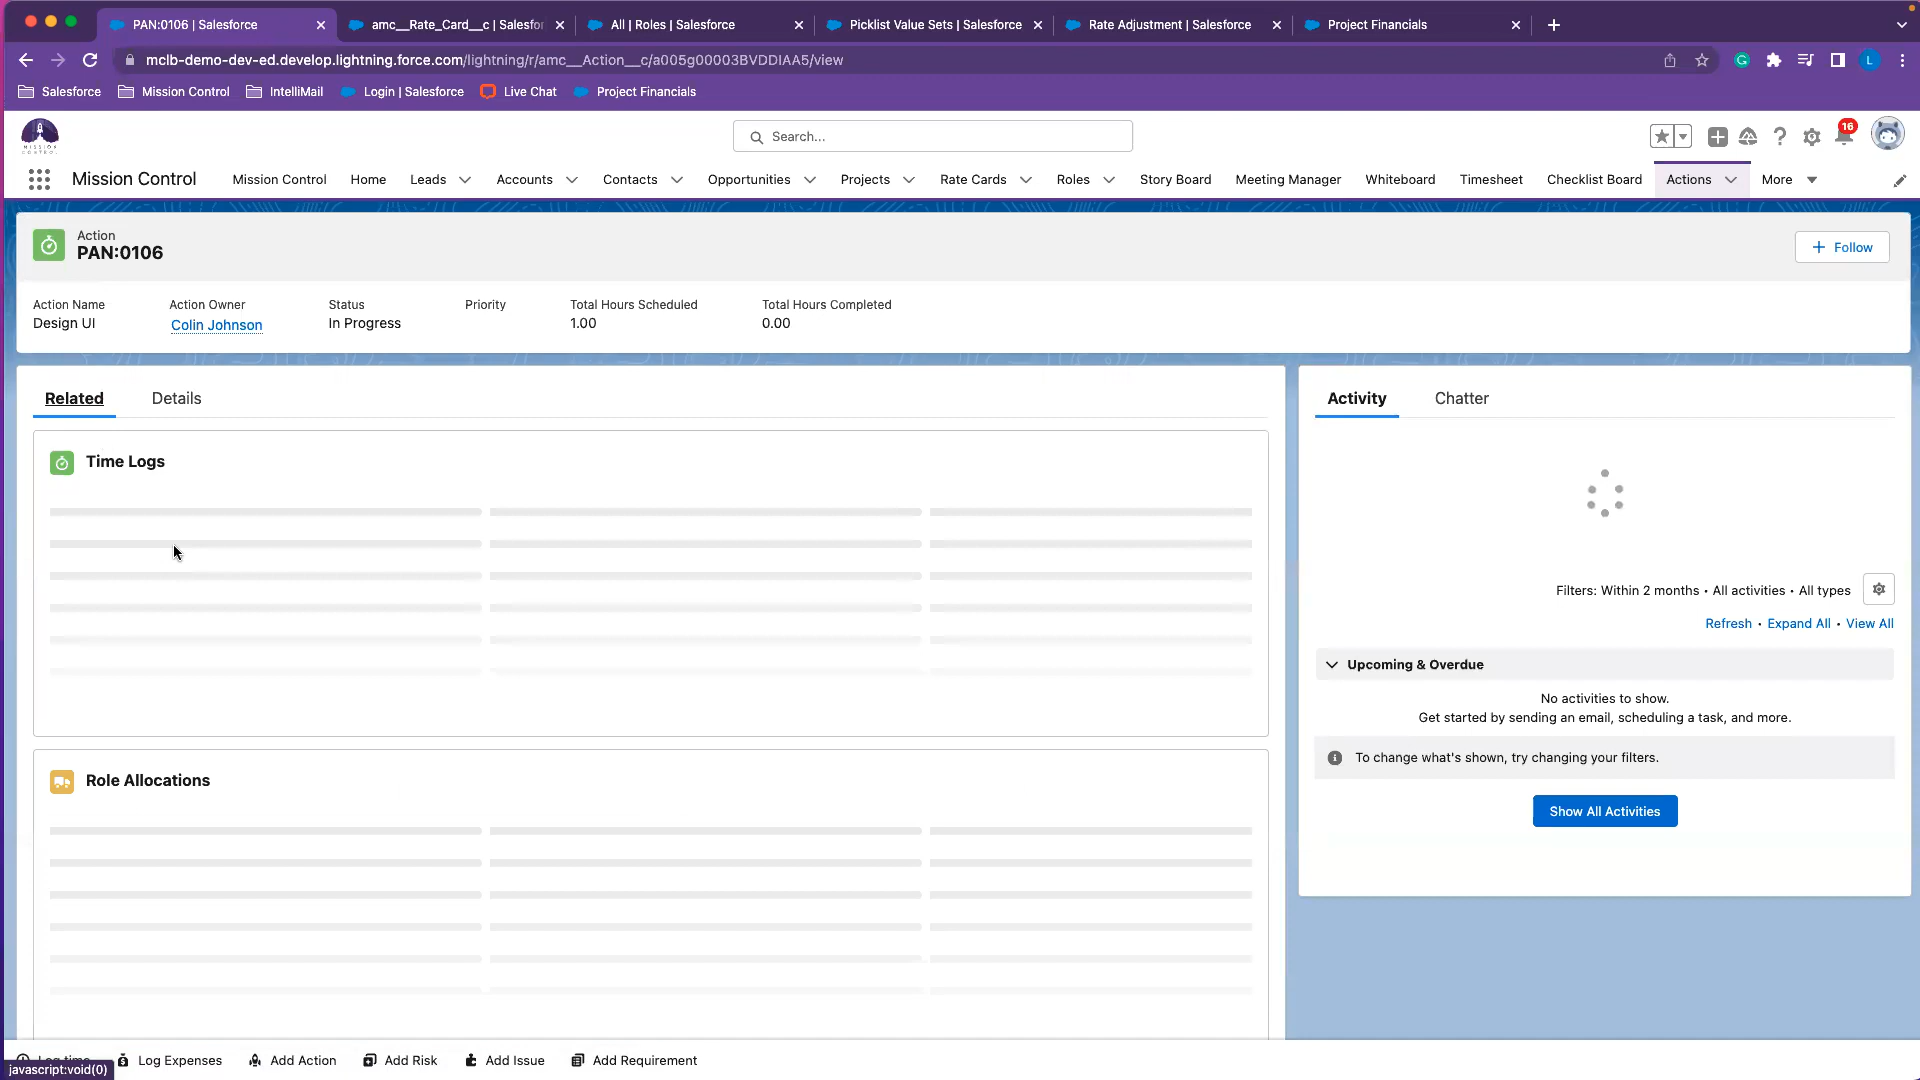 PAN:0106 | Salesforce
amc__Rate_Card__c | Salesfor
All | Roles | Salesforce
Picklist Value Sets | Salesforce
Rate Adjustment | Salesforce
Project Financials
mclb-demo-dev-ed.develop.lightning.force.com/lightning/r/amc__Action__c/a005g00003BVDDIAA5/view
G
L
Salesforce
Mission Control
IntelliMail
Login | Salesforce
Live Chat
Project Financials
MISSION
CONTROL
Search...
16
Mission Control
Mission Control
Home
Leads
Accounts
Contacts
Opportunities
Projects
Rate Cards
Roles
Story Board
Meeting Manager
Whiteboard
Timesheet
Checklist Board
Actions
More
Action
PAN:0106
Follow
Action Name
Design UI
Action Owner
Colin Johnson
Status
In Progress
Priority
Total Hours Scheduled
1.00
Total Hours Completed
0.00
Related
Details
Time Logs
Role Allocations
Activity
Chatter
Filters: Within 2 months • All activities • All types
Refresh • Expand All • View All
Upcoming & Overdue
No activities to show.
Get started by sending an email, scheduling a task, and more.
To change what's shown, try changing your filters.
Show All Activities
Log time
Log Expenses
Add Action
Add Risk
Add Issue
Add Requirement
javascript:void(0)